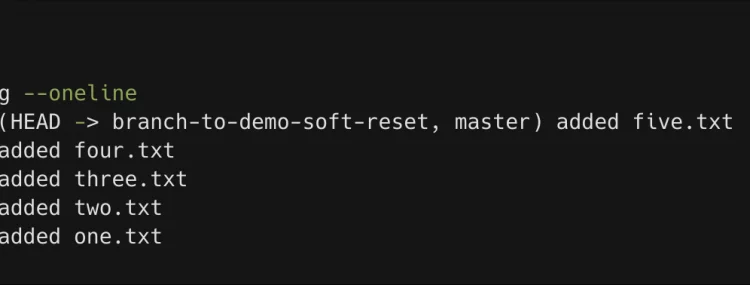 g --oneline
(HEAD -> branch-to-demo-soft-reset, master) added five.txt
added four.txt
added three.txt
added two.txt
added one.txt